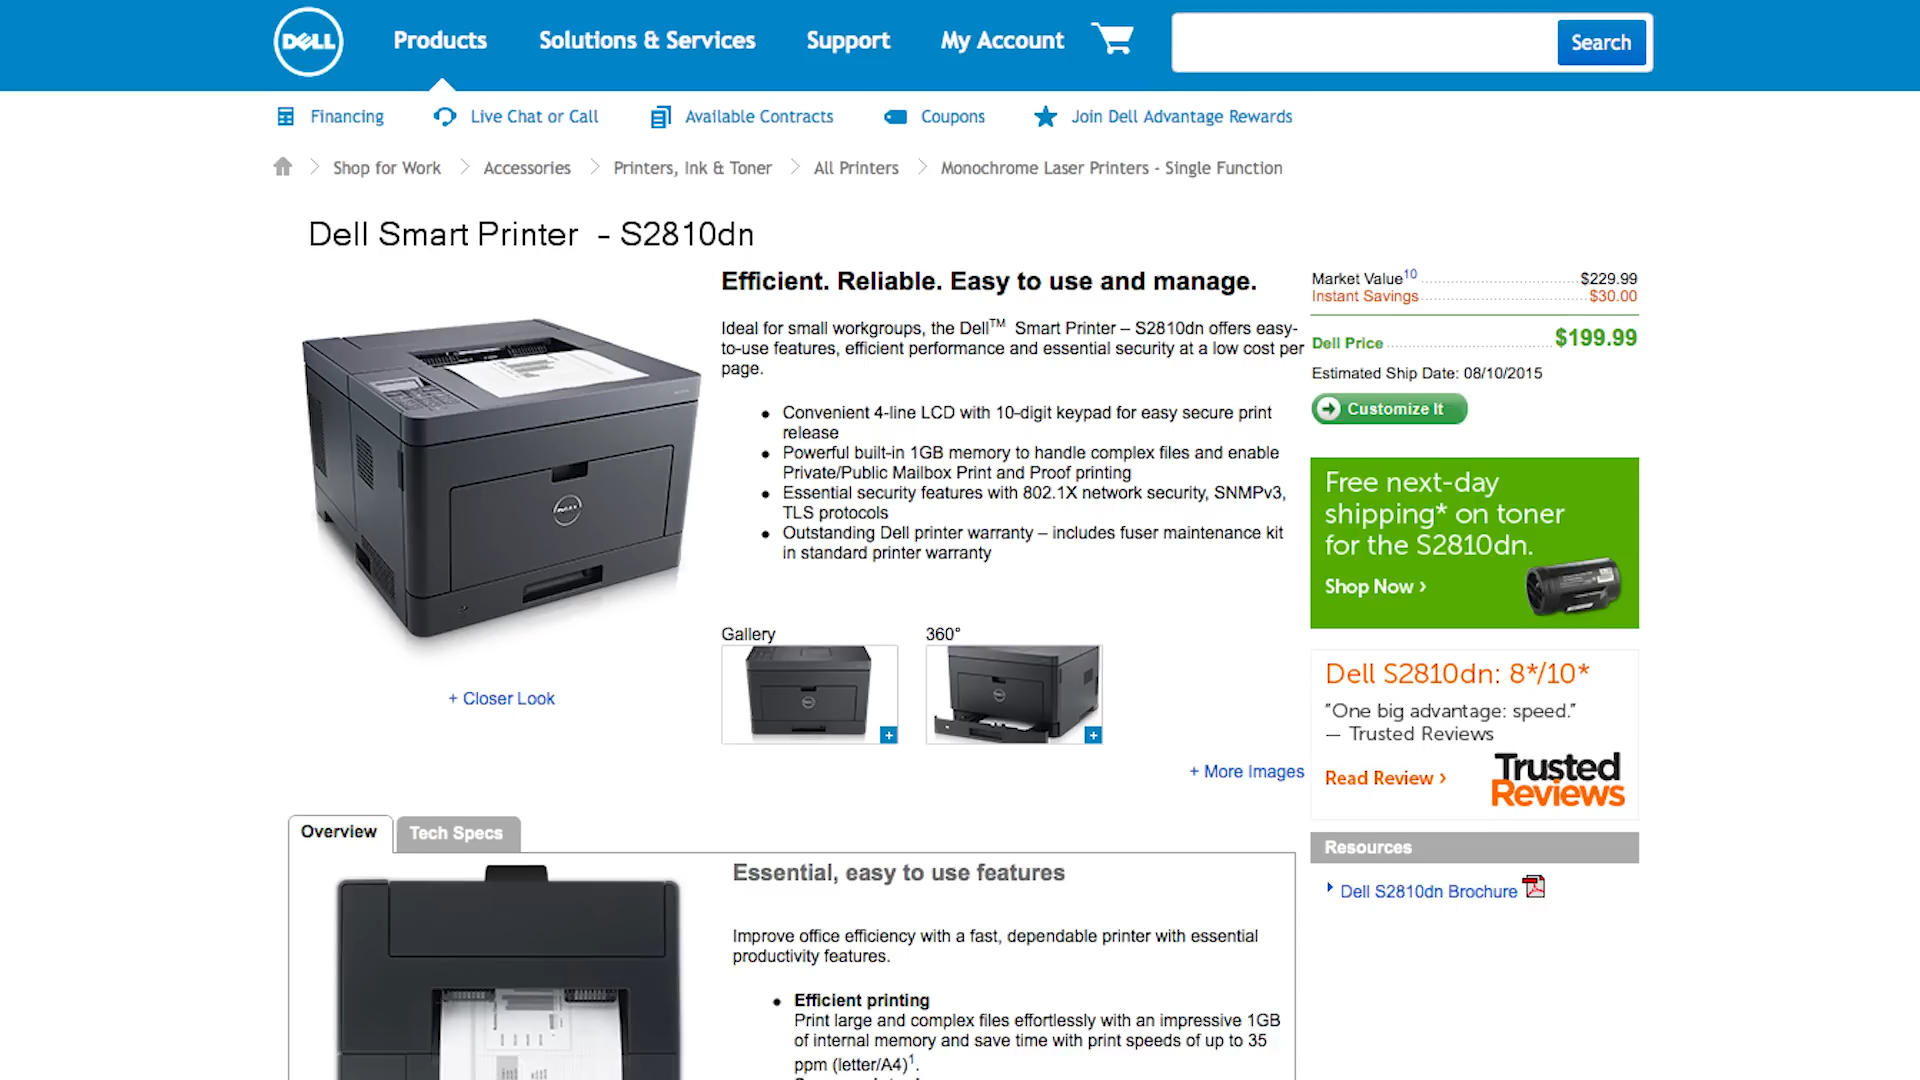 DELL Products Solutions & Services Support My Account Search
Financing Live Chat or Call Available Contracts Coupons Join Dell Advantage Rewards
Shop for Work Accessories Printers, Ink & Toner All Printers Monochrome Laser Printers - Single Function
Dell Smart Printer - S2810dn
Efficient. Reliable. Easy to use and manage.
Ideal for small workgroups, the Dell™ Smart Printer – S2810dn offers easy-
to-use features, efficient performance and essential security at a low cost per
page.
• Convenient 4-line LCD with 10-digit keypad for easy secure print
release
• Powerful built-in 1GB memory to handle complex files and enable
Private/Public Mailbox Print and Proof printing
• Essential security features with 802.1X network security, SNMPv3,
TLS protocols
• Outstanding Dell printer warranty – includes fuser maintenance kit
in standard printer warranty
DELL
+ Closer Look
Gallery 360°
+ More Images
Market Value10 $229.99
Instant Savings $30.00
Dell Price $199.99
Estimated Ship Date: 08/10/2015
Customize It
Free next-day
shipping* on toner
for the S2810dn.
Shop Now ›
Dell S2810dn: 8*/10*
"One big advantage: speed."
— Trusted Reviews
Read Review ›
Trusted
Reviews
Resources
Dell S2810dn Brochure
Overview Tech Specs
Essential, easy to use features
Improve office efficiency with a fast, dependable printer with essential
productivity features.
• Efficient printing
Print large and complex files effortlessly with an impressive 1GB
of internal memory and save time with print speeds of up to 35
ppm (letter/A4)1.